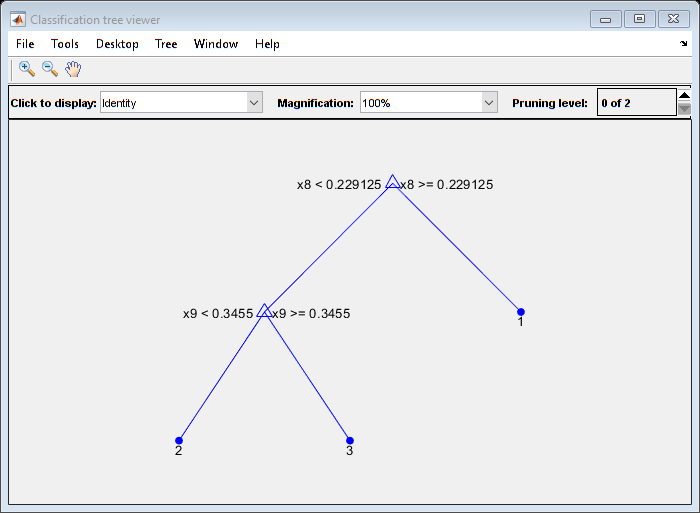 Classification tree viewer
File Tools Desktop Tree Window Help
Click to display: Identity Magnification: 100% Pruning level: 0 of 2
x8 < 0.229125 x8 >= 0.229125
x9 < 0.3455 x9 >= 0.3455
1
2 3